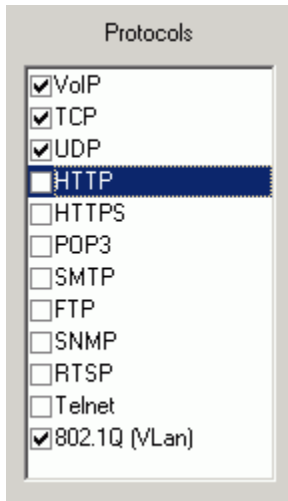 Protocols
VoIP
TCP
UDP
HTTP
HTTPS
POP3
SMTP
FTP
SNMP
RTSP
Telnet
802.1Q (VLan)